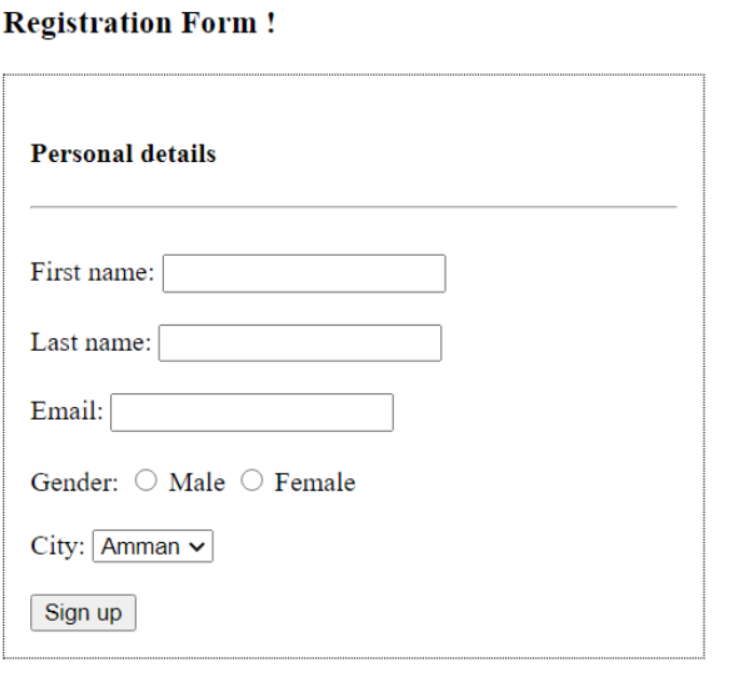 Registration Form !
Personal details
First name:
Last name:
Email:
Gender: Male Female
City: Amman
Sign up